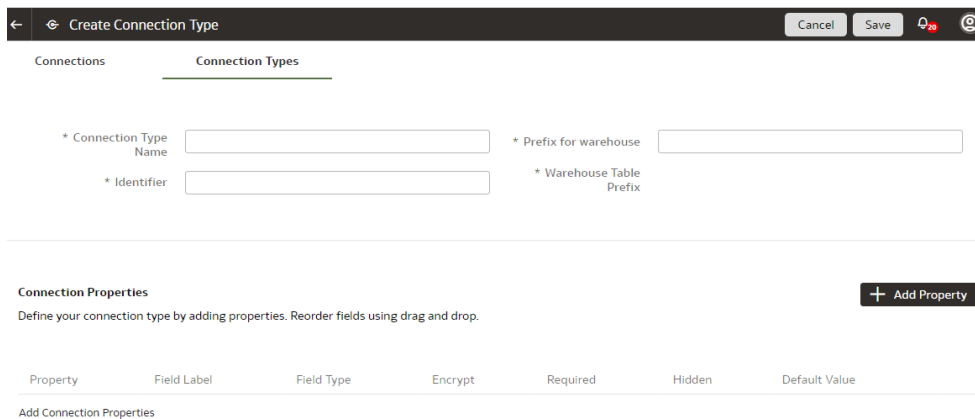 Create Connection Type
Cancel
Save
20
Connections
Connection Types
* Connection Type
Name
* Prefix for warehouse
* Identifier
* Warehouse Table
Prefix
Connection Properties
+ Add Property
Define your connection type by adding properties. Reorder fields using drag and drop.
Property Field Label Field Type Encrypt Required Hidden Default Value
Add Connection Properties